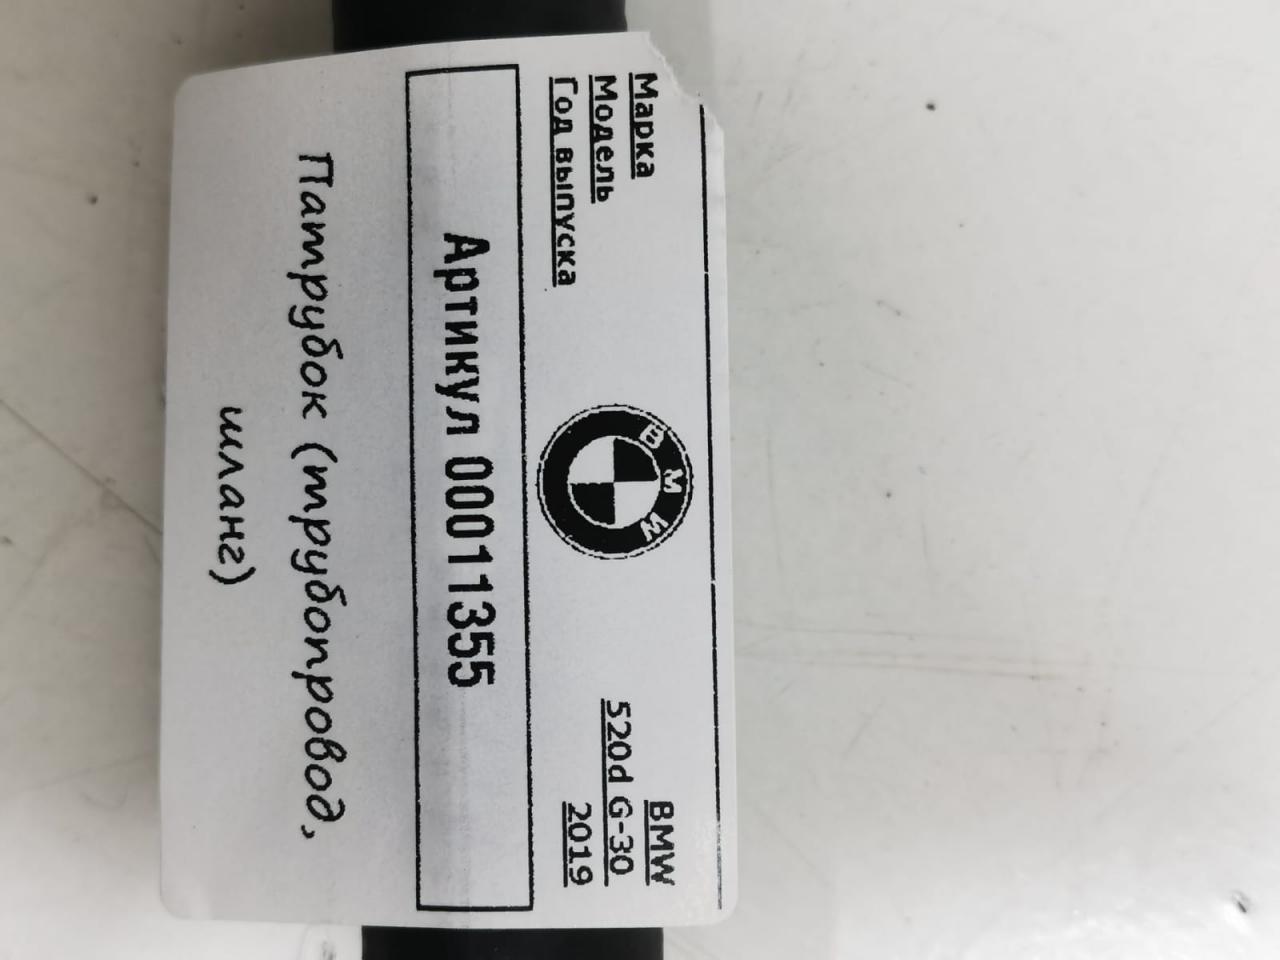 Марка BMW
Модель 520d G-30
Год выпуска 2019
BMW
Артикул 00011355
Патрубок (трубопровод,
шланг)